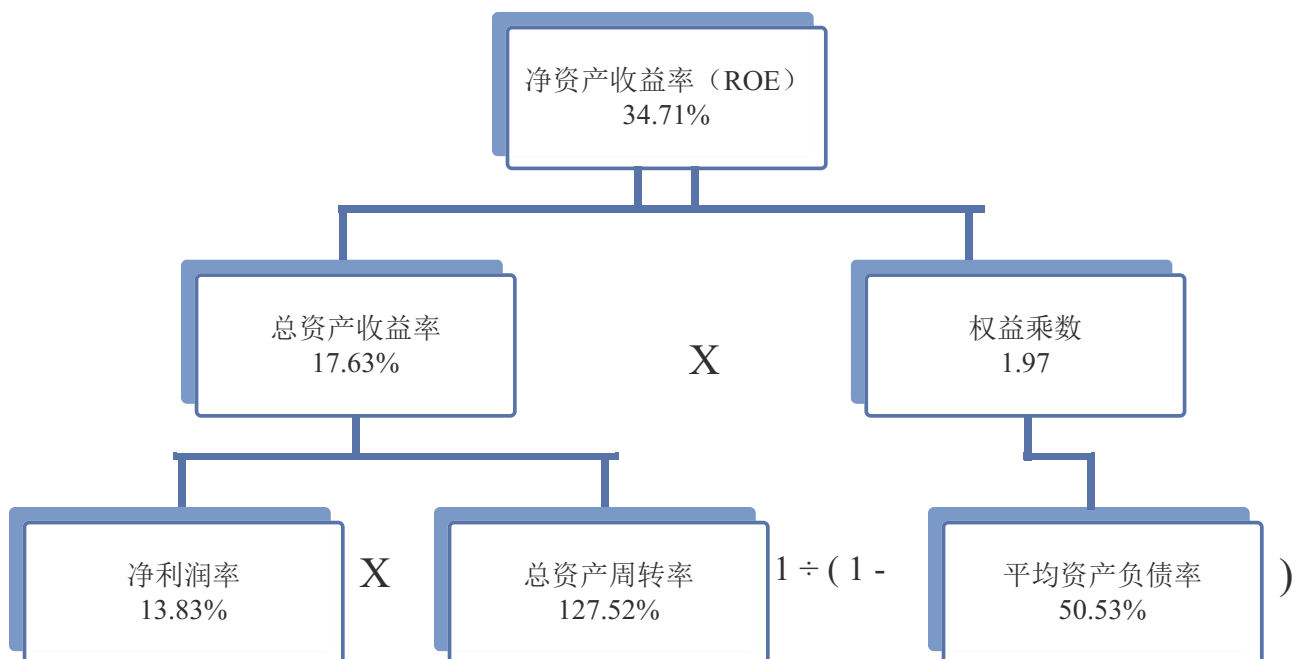 净资产收益率（ROE）
34.71%
总资产收益率
17.63%
X
权益乘数
1.97
净利润率
13.83%
X
总资产周转率
127.52%
1 ÷ ( 1 -
平均资产负债率
50.53%
)